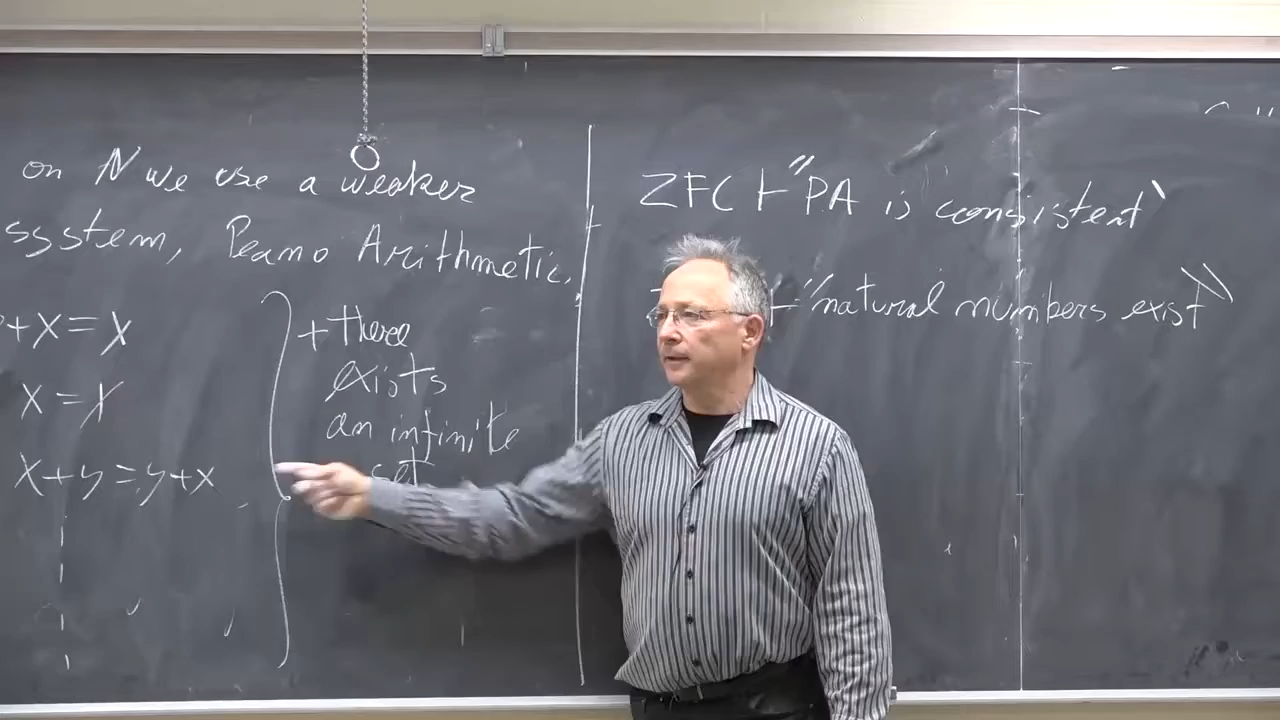 on N we use a weaker
system, Peano Arithmetic,
+x=x
x=x
x+y=y+x
+ there
exists
an infinite
set
ZFC ⊢ "PA is consistent"
⊢ "natural numbers exist"